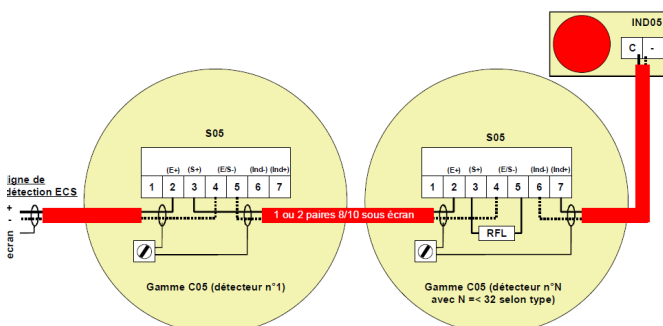 IND05
C -
S05
(E+) (S+) (E/S-) (Ind-) (Ind+)
1 2 3 4 5 6 7
S05
(E+) (S+) (E/S-) (Ind-) (Ind+)
1 2 3 4 5 6 7
ligne de
détection ECS
+
-
écran
1 ou 2 paires 8/10 sous écran
RFL
Gamme C05 (détecteur n°1)
Gamme C05 (détecteur n°N
avec N =< 32 selon type)